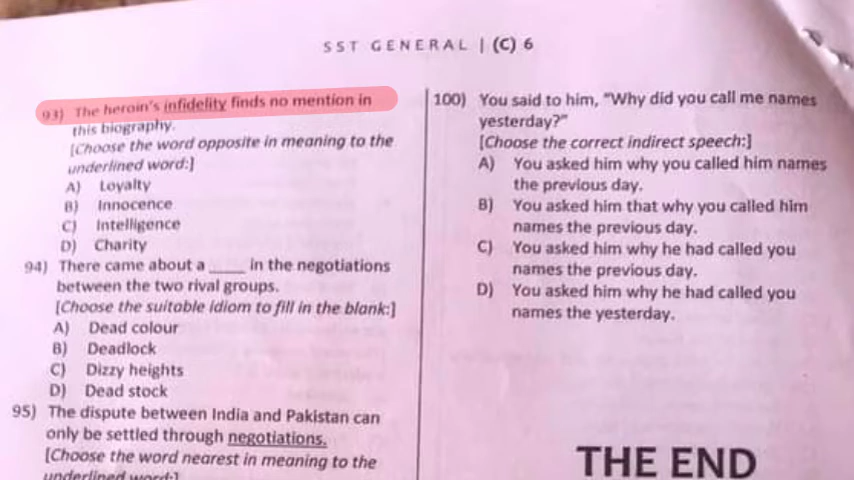 SST GENERAL | (C) 6
93) The heroin's infidelity finds no mention in
this biography.
[Choose the word opposite in meaning to the
underlined word:]
A) Loyalty
B) Innocence
C) Intelligence
D) Charity
94) There came about a ____ in the negotiations
between the two rival groups.
[Choose the suitable idiom to fill in the blank:]
A) Dead colour
B) Deadlock
C) Dizzy heights
D) Dead stock
95) The dispute between India and Pakistan can
only be settled through negotiations.
[Choose the word nearest in meaning to the
underlined word:]
100) You said to him, "Why did you call me names
yesterday?"
[Choose the correct indirect speech:]
A) You asked him why you called him names
the previous day.
B) You asked him that why you called him
names the previous day.
C) You asked him why he had called you
names the previous day.
D) You asked him why he had called you
names the yesterday.
THE END